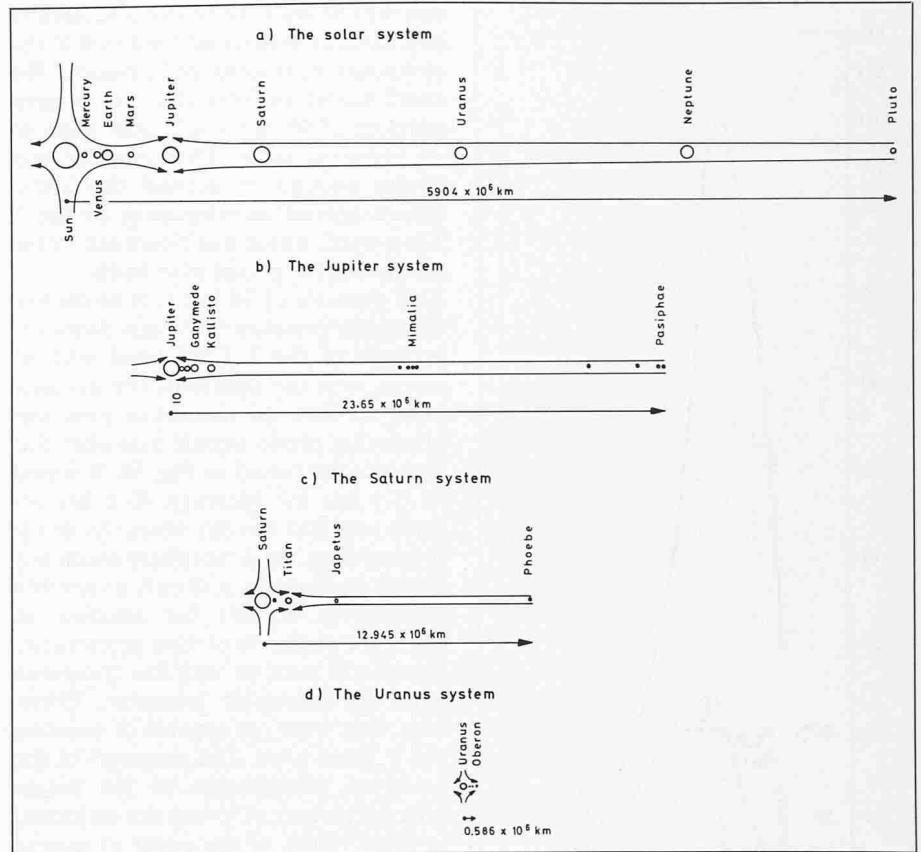 a) The solar system
Mercury
Earth
Mars
Jupiter
Saturn
Uranus
Neptune
Pluto
Sun
Venus
5904 x 10⁶ km
b) The Jupiter system
Jupiter
Ganymede
Kallisto
Mimalia
Pasiphae
IO
23.65 x 10⁶ km
c) The Saturn system
Saturn
Titan
Japetus
Phoebe
12.945 x 10⁶ km
d) The Uranus system
Uranus
Oberon
0,586 x 10⁶ km